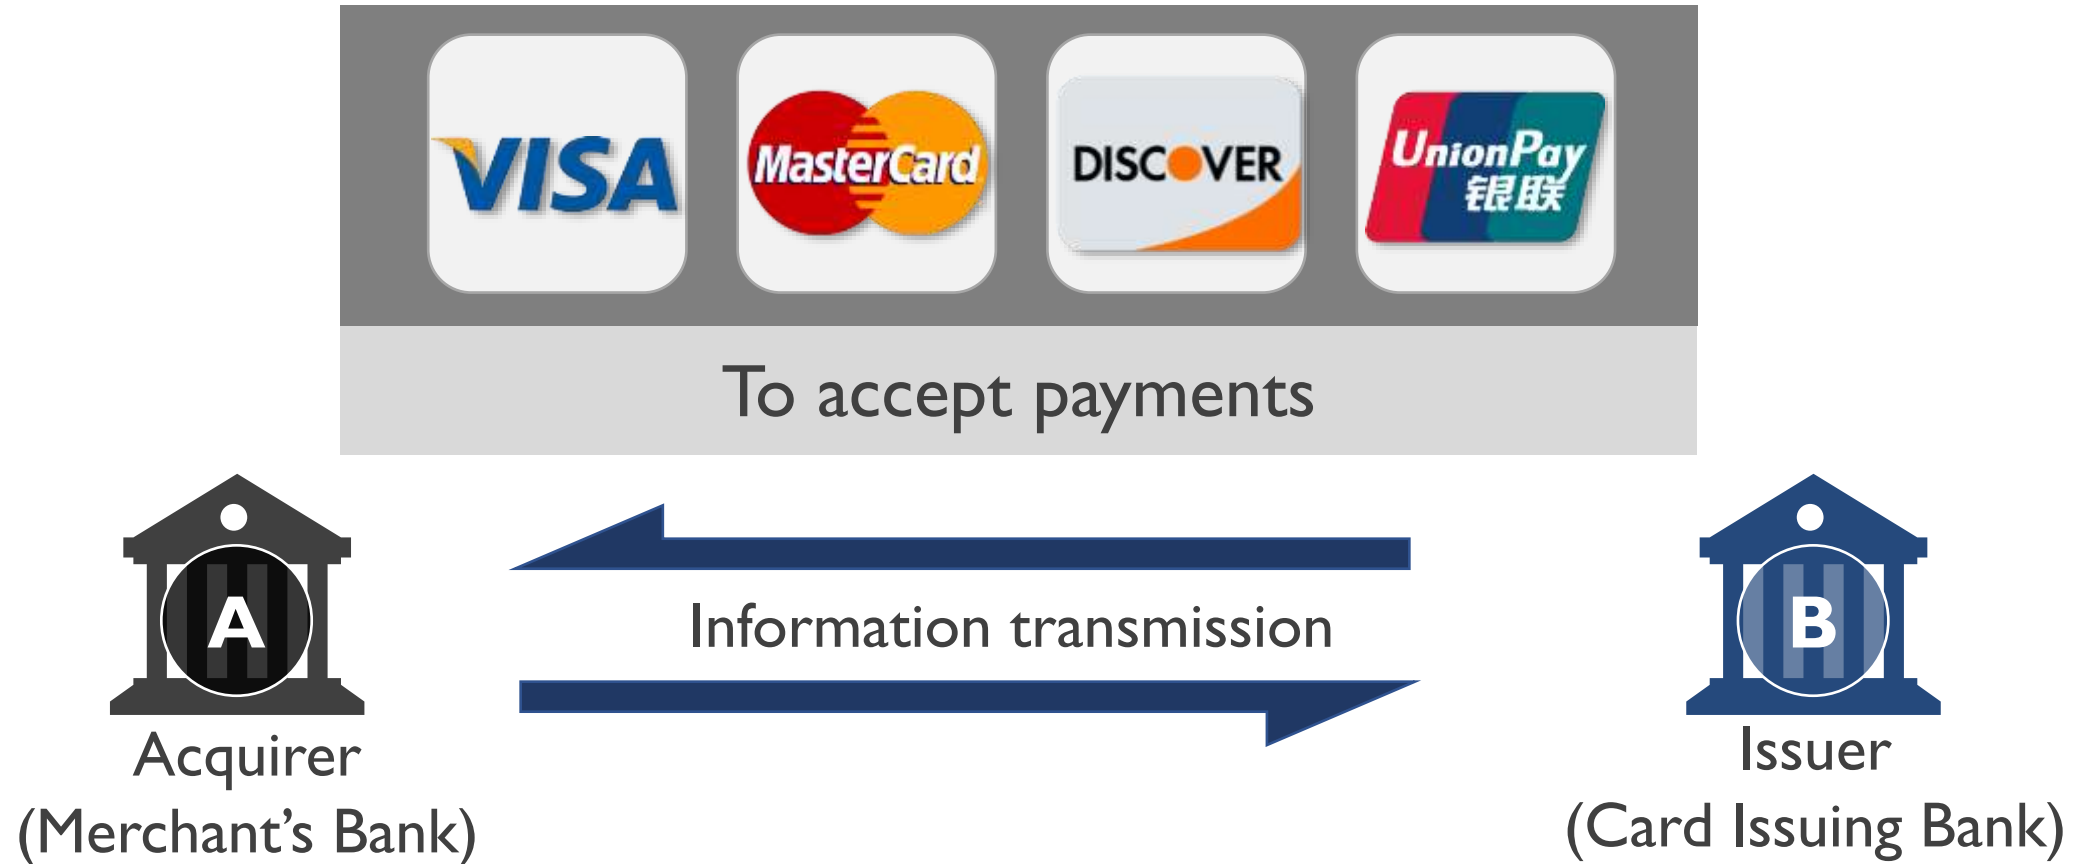 VISA
MasterCard
DISCOVER
UnionPay
银联
To accept payments
A
Information transmission
B
Acquirer
(Merchant’s Bank)
Issuer
(Card Issuing Bank)